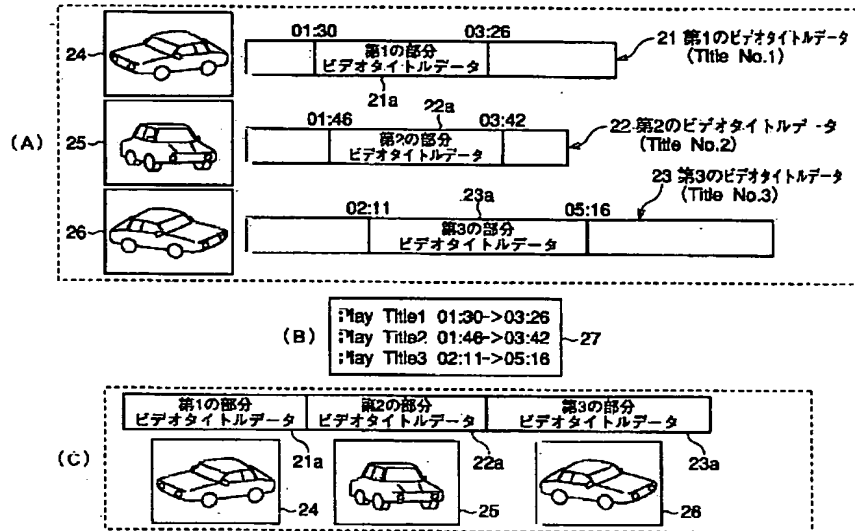 24
01:30
03:26
第1の部分
ビデオタイトルデータ
21a
21 第1のビデオタイトルデータ
(Title No.1)
(A)
25
01:46
22a
03:42
第2の部分
ビデオタイトルデータ
22 第2のビデオタイトルデータ
(Title No.2)
26
02:11
23a
05:16
第3の部分
ビデオタイトルデータ
23 第3のビデオタイトルデータ
(Title No.3)
(B)
Play Title1 01:30->03:26
Play Title2 01:46->03:42
Play Title3 02:11->05:16
27
(C)
第1の部分
ビデオタイトルデータ
第2の部分
ビデオタイトルデータ
第3の部分
ビデオタイトルデータ
21a
22a
23a
24
25
26